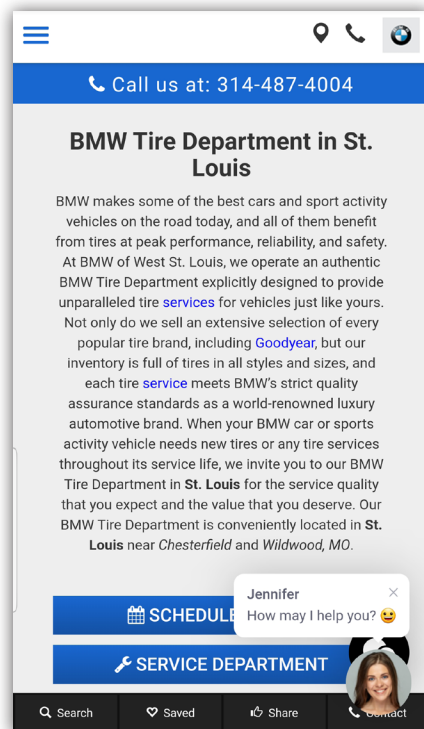 Call us at: 314-487-4004
BMW Tire Department in St.
Louis
BMW makes some of the best cars and sport activity
vehicles on the road today, and all of them benefit
from tires at peak performance, reliability, and safety.
At BMW of West St. Louis, we operate an authentic
BMW Tire Department explicitly designed to provide
unparalleled tire services for vehicles just like yours.
Not only do we sell an extensive selection of every
popular tire brand, including Goodyear, but our
inventory is full of tires in all styles and sizes, and
each tire service meets BMW's strict quality
assurance standards as a world-renowned luxury
automotive brand. When your BMW car or sports
activity vehicle needs new tires or any tire services
throughout its service life, we invite you to our BMW
Tire Department in St. Louis for the service quality
that you expect and the value that you deserve. Our
BMW Tire Department is conveniently located in St.
Louis near Chesterfield and Wildwood, MO.
Jennifer
How may I help you? 😀
SCHEDULE
SERVICE DEPARTMENT
Search Saved Share Contact